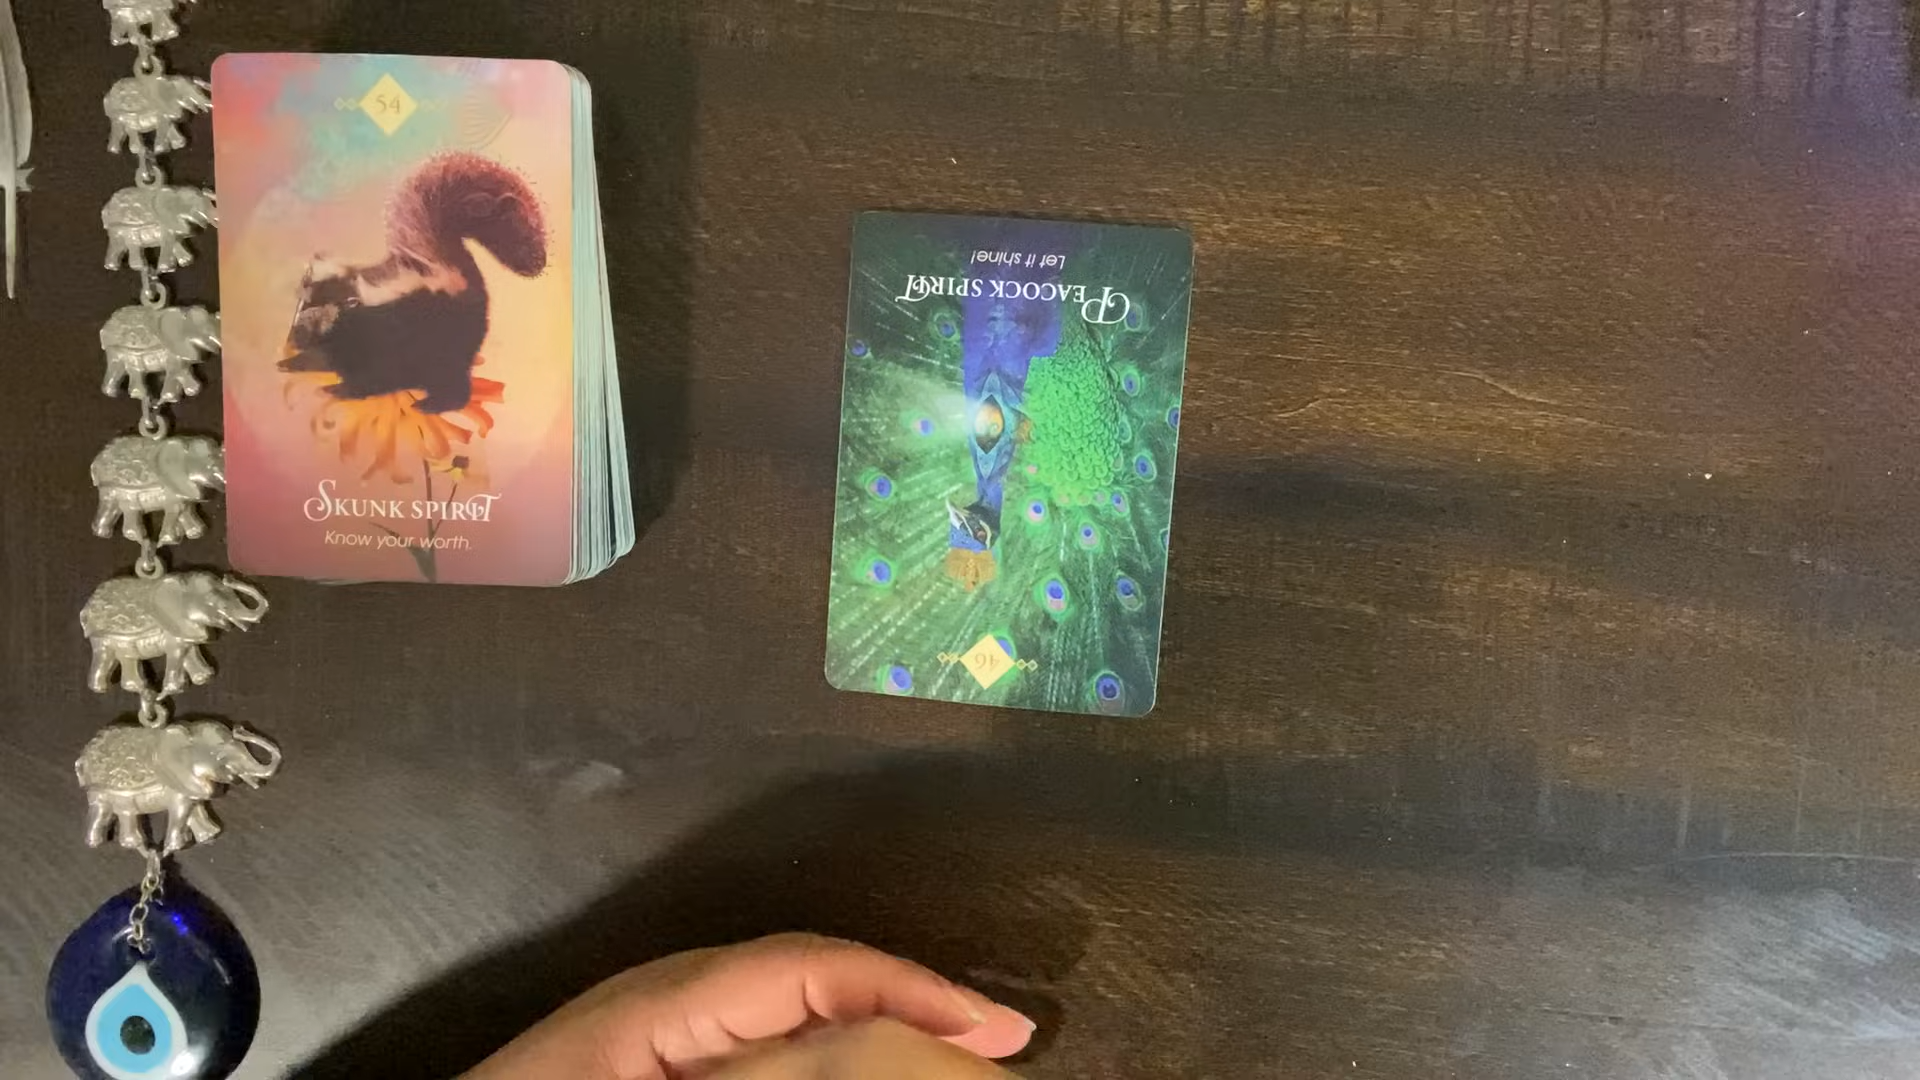 54
SKUNK SPIRIT
Know your worth.
Let it shine!
PEACOCK SPIRIT
46